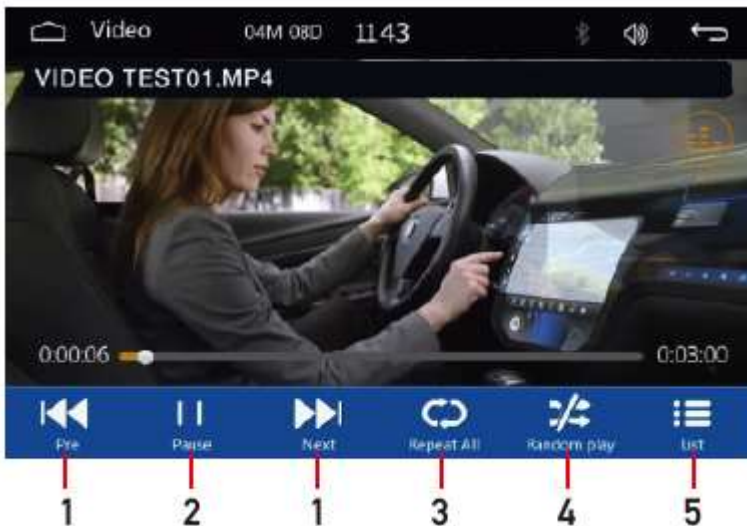 Video 04M 08D 11 43
VIDEO TEST01.MP4
0:00:06 0:03:00
Pre Pause Next Repeat All Random play List
1 2 1 3 4 5